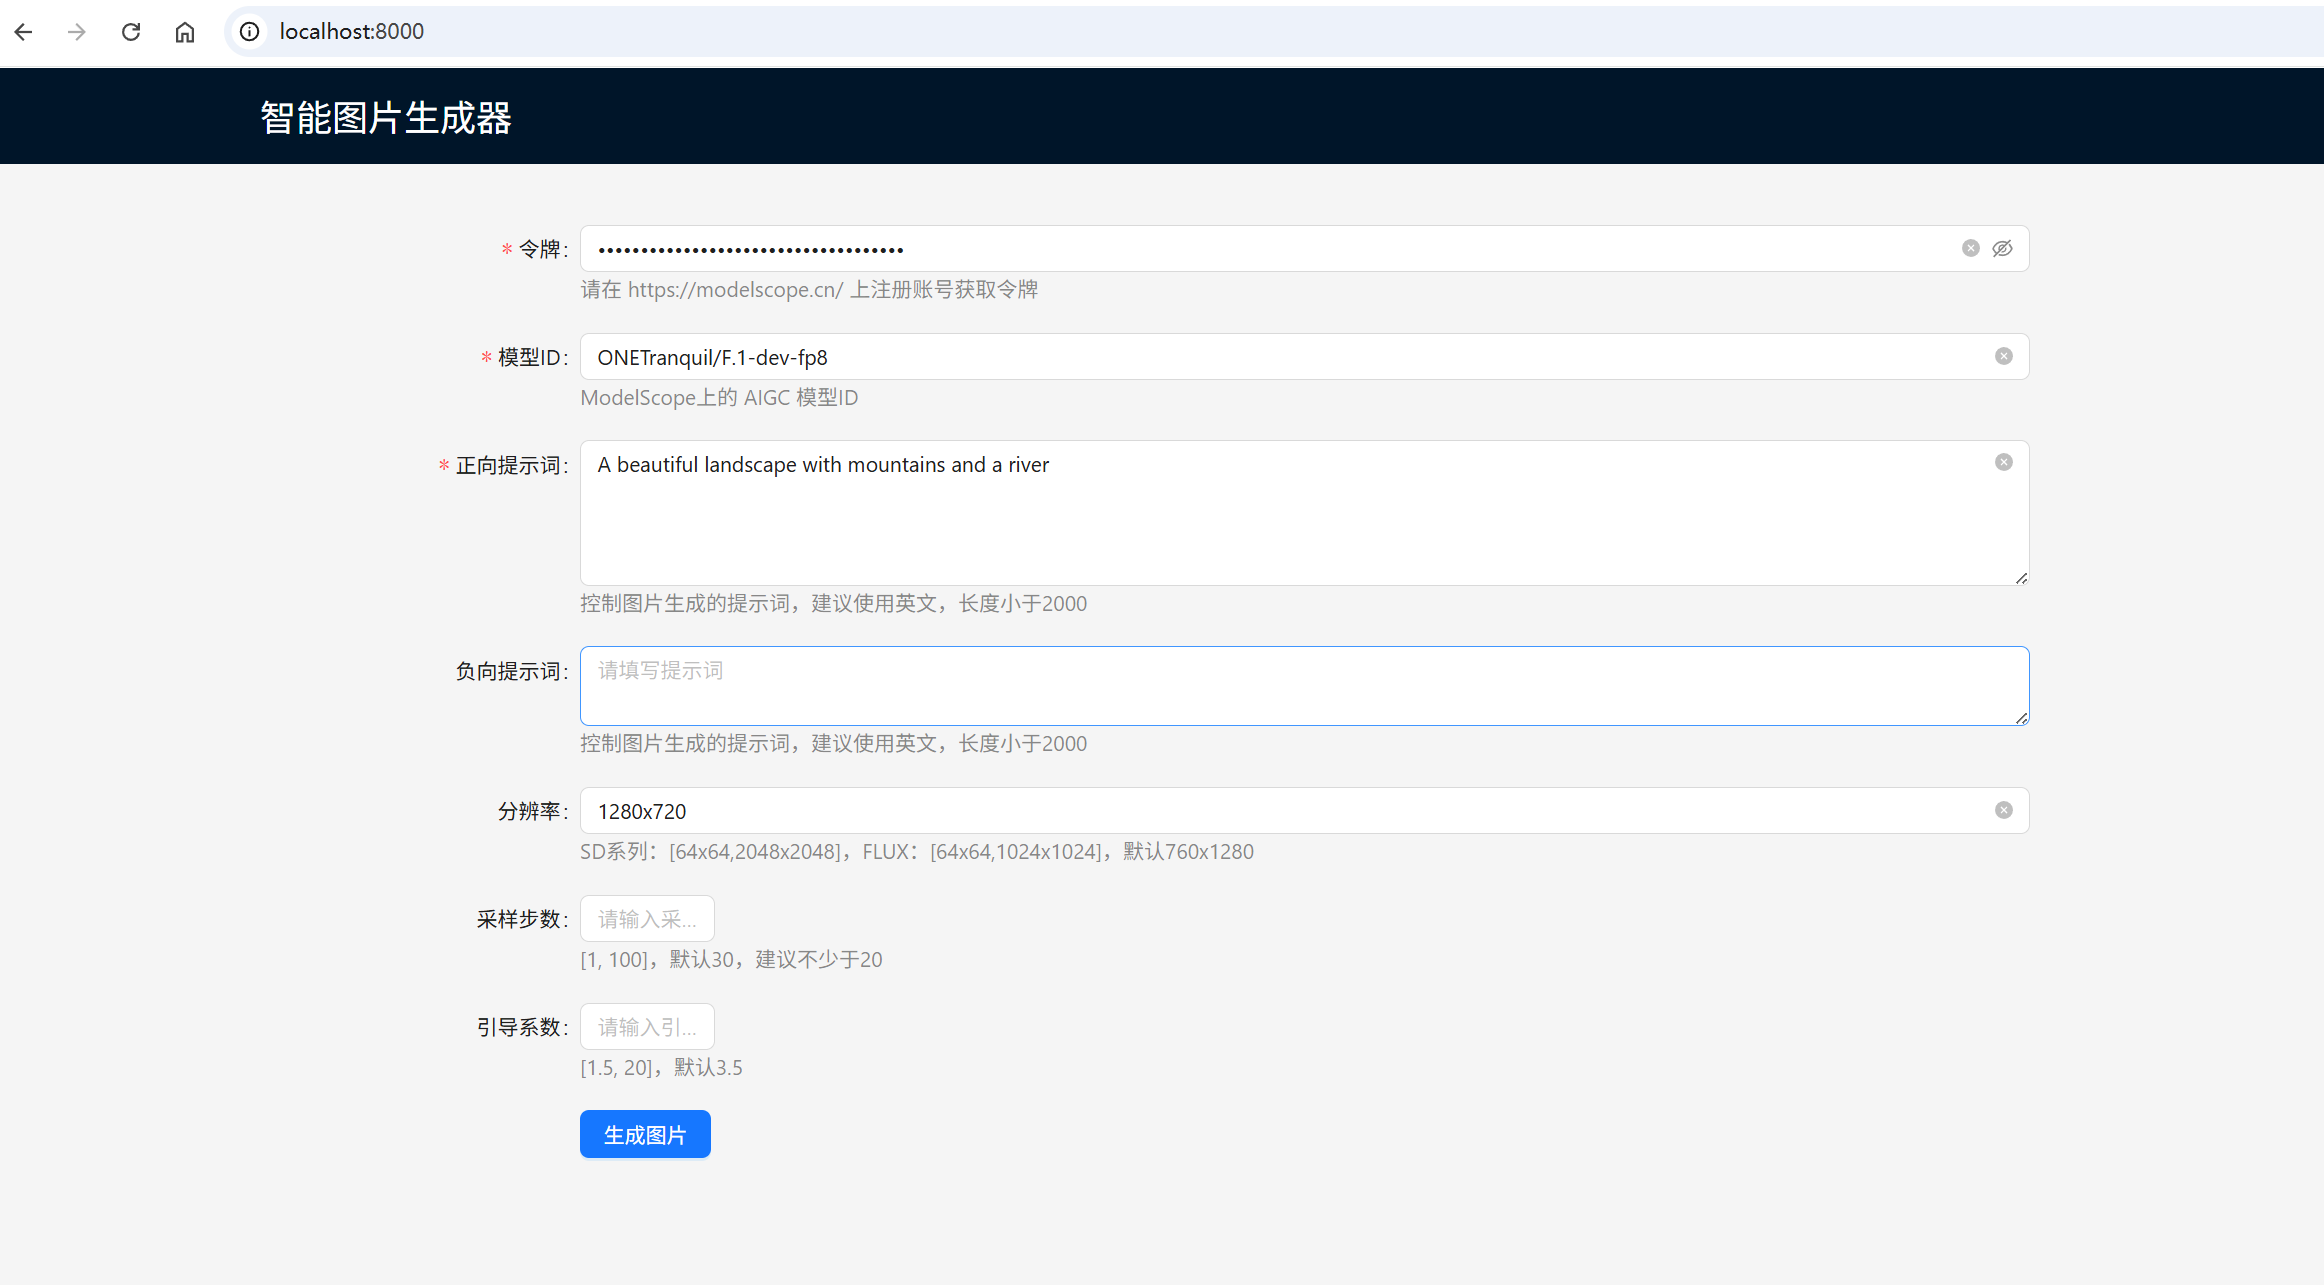 localhost:8000
智能图片生成器
* 令牌:
••••••••••••••••••••••••••••••••••••
请在 https://modelscope.cn/ 上注册账号获取令牌
* 模型ID:
ONETranquil/F.1-dev-fp8
ModelScope上的 AIGC 模型ID
* 正向提示词:
A beautiful landscape with mountains and a river
控制图片生成的提示词，建议使用英文，长度小于2000
负向提示词:
请填写提示词
控制图片生成的提示词，建议使用英文，长度小于2000
分辨率:
1280x720
SD系列：[64x64,2048x2048]，FLUX：[64x64,1024x1024]，默认760x1280
采样步数:
请输入采...
[1, 100]，默认30，建议不少于20
引导系数:
请输入引...
[1.5, 20]，默认3.5
生成图片